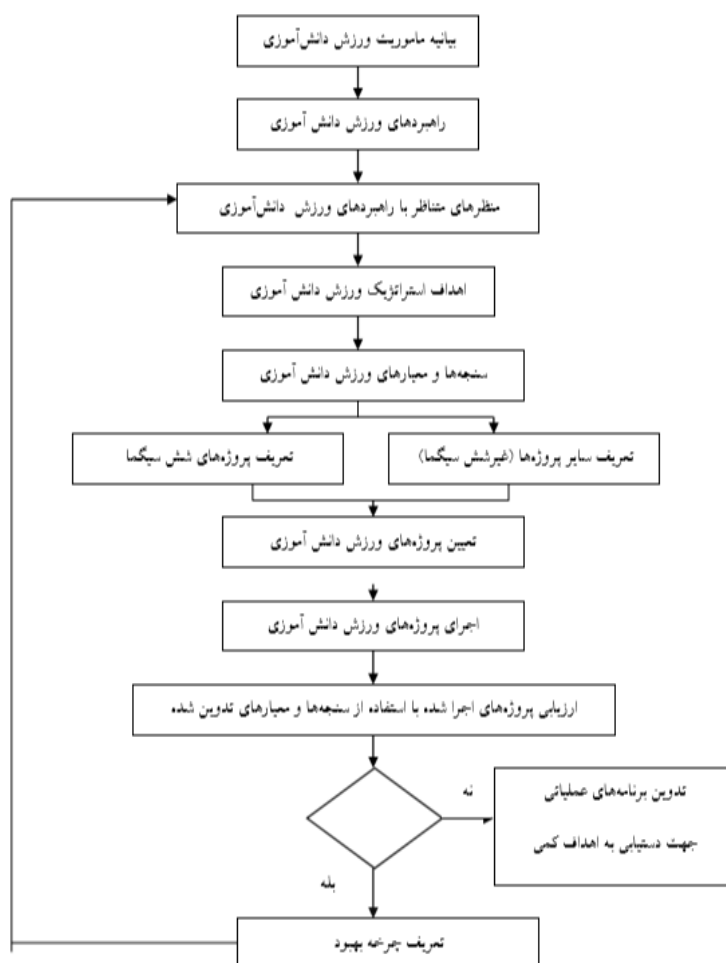 بیانیه ماموریت ورزش دانش‌آموزی
راهبردهای ورزش دانش آموزی
منظرهای متناظر با راهبردهای ورزش دانش‌آموزی
اهداف استراتژیک ورزش دانش آموزی
سنجه‌ها و معیارهای ورزش دانش آموزی
تعریف سایر پروژه‌ها (غیرشش سیگما)
تعریف پروژه‌های شش سیگما
تعیین پروژه‌های ورزش دانش آموزی
اجرای پروژه‌های ورزش دانش آموزی
ارزیابی پروژه‌های اجرا شده با استفاده از سنجه‌ها و معیارهای تدوین شده
نه
تدوین برنامه‌های عملیاتی
جهت دستیابی به اهداف کمی
بله
تعریف چرخه بهبود